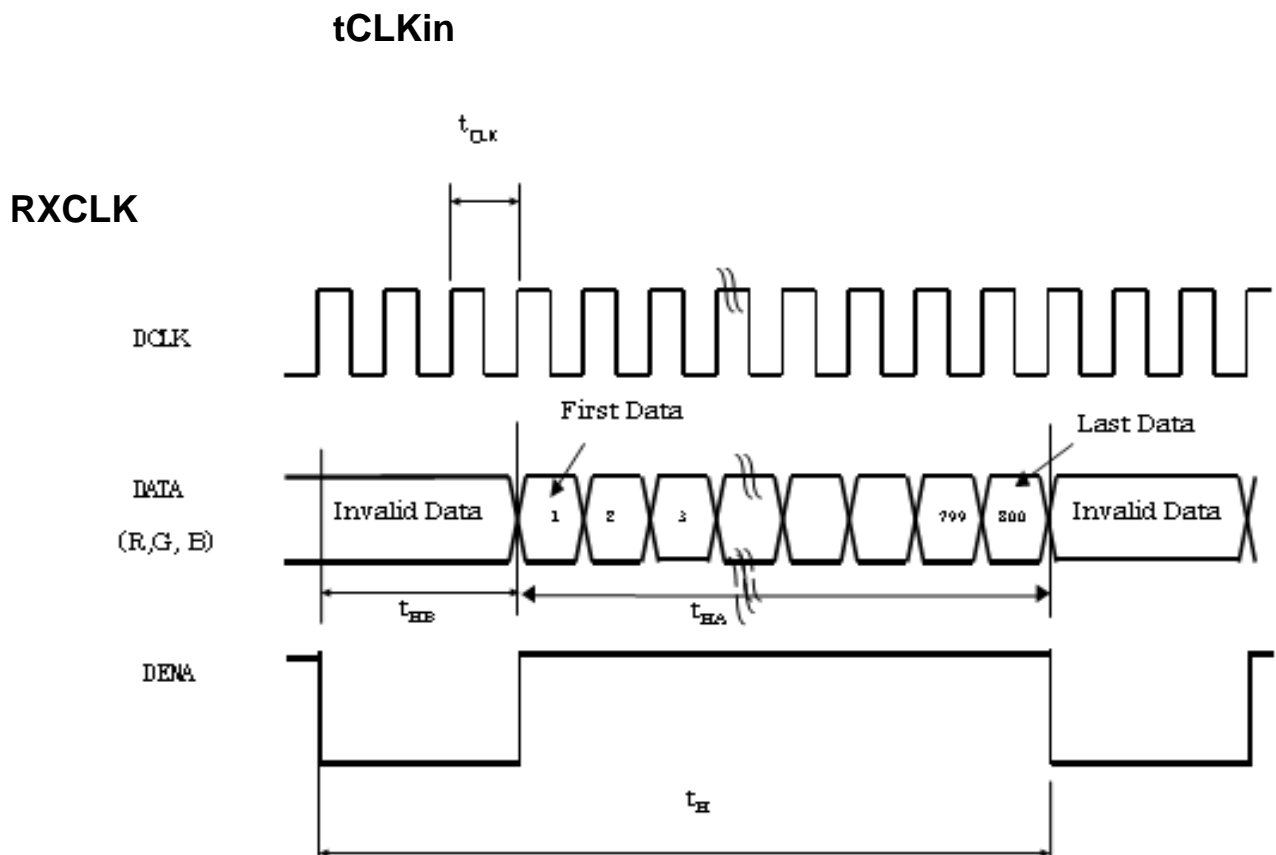 tCLKin
tCLK
RXCLK
DCLK
First Data
Last Data
DATA
(R,G, B)
Invalid Data
1
2
3
799
800
Invalid Data
tHB
tHA
DENA
tH